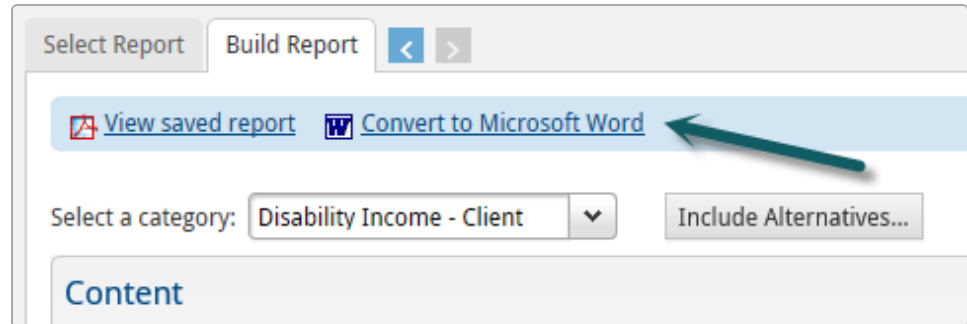 Select Report Build Report < >
View saved report Convert to Microsoft Word
Select a category: Disability Income - Client Include Alternatives...
Content